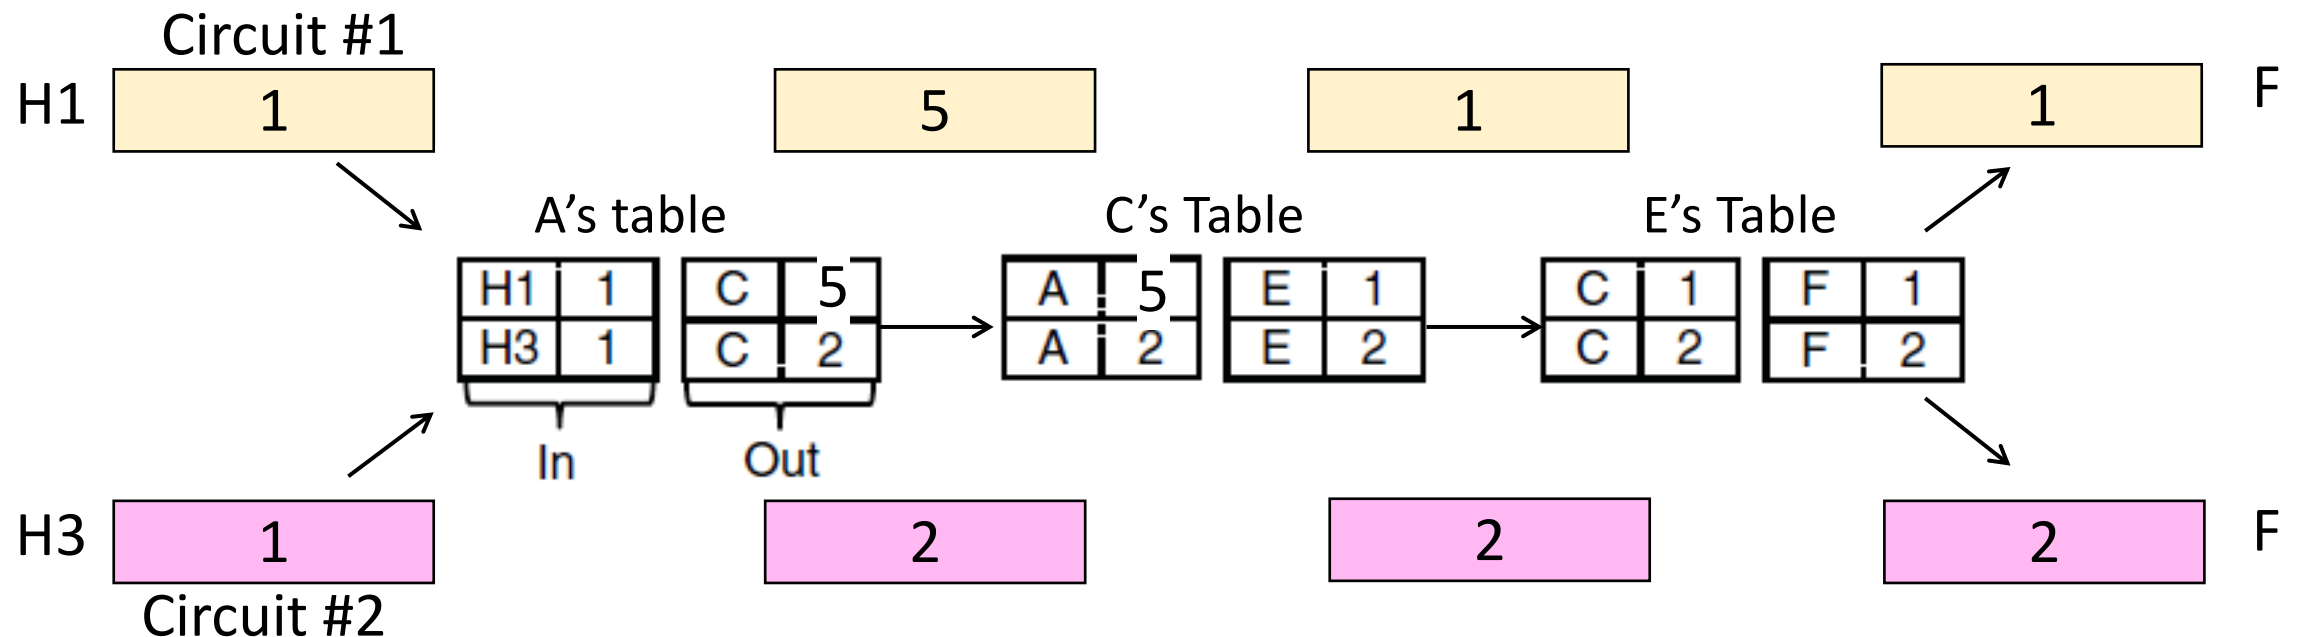 Circuit #1
H1 1 5 1 1 F
A’s table C’s Table E’s Table
H1 1 C 5 A 5 E 1 C 1 F 1
H3 1 C 2 A 2 E 2 C 2 F 2
In Out
H3 1 2 2 2 F
Circuit #2